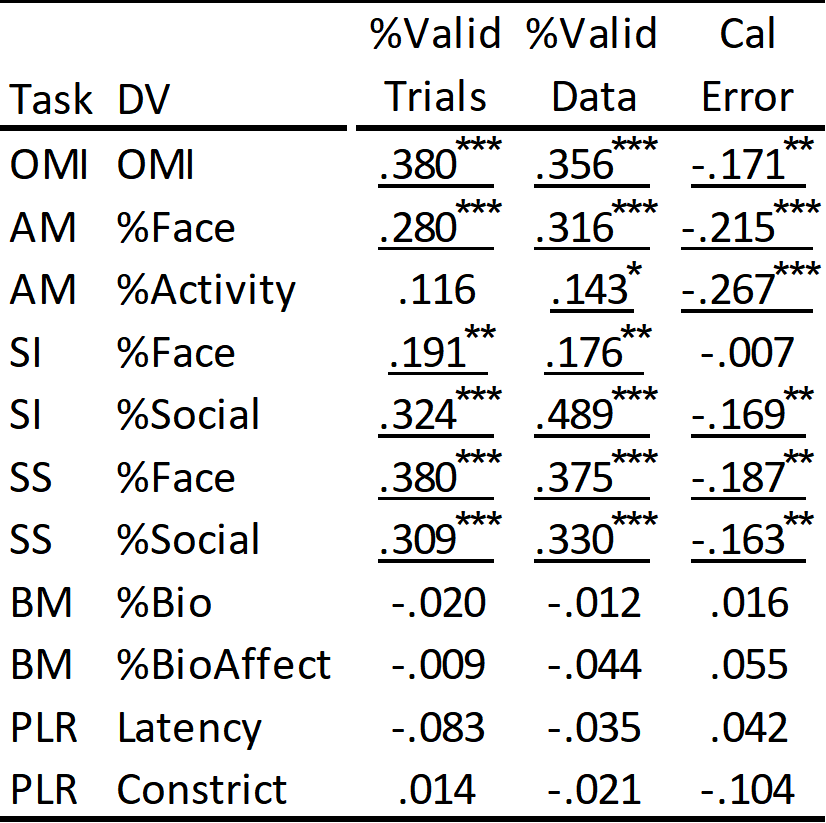 %Valid %Valid Cal
Task DV Trials Data Error
OMI OMI .380*** .356*** -.171**
AM %Face .280*** .316*** -.215***
AM %Activity .116 .143* -.267***
SI %Face .191** .176** -.007
SI %Social .324*** .489*** -.169**
SS %Face .380*** .375*** -.187**
SS %Social .309*** .330*** -.163**
BM %Bio -.020 -.012 .016
BM %BioAffect -.009 -.044 .055
PLR Latency -.083 -.035 .042
PLR Constrict .014 -.021 -.104